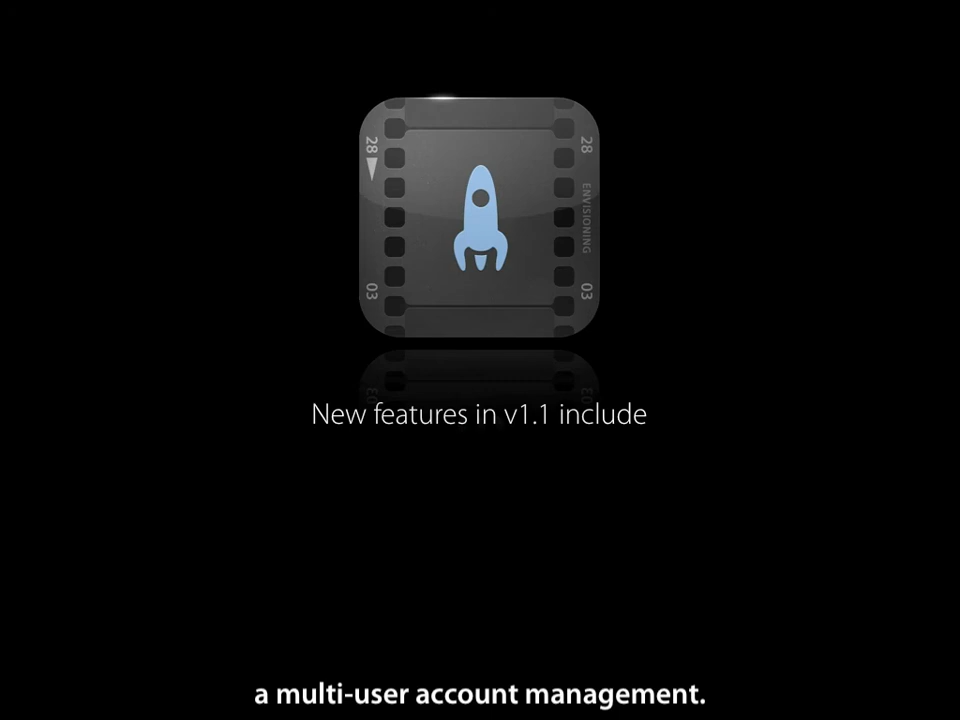 28
28
ENVISIONING
03
03
New features in v1.1 include
a multi-user account management.